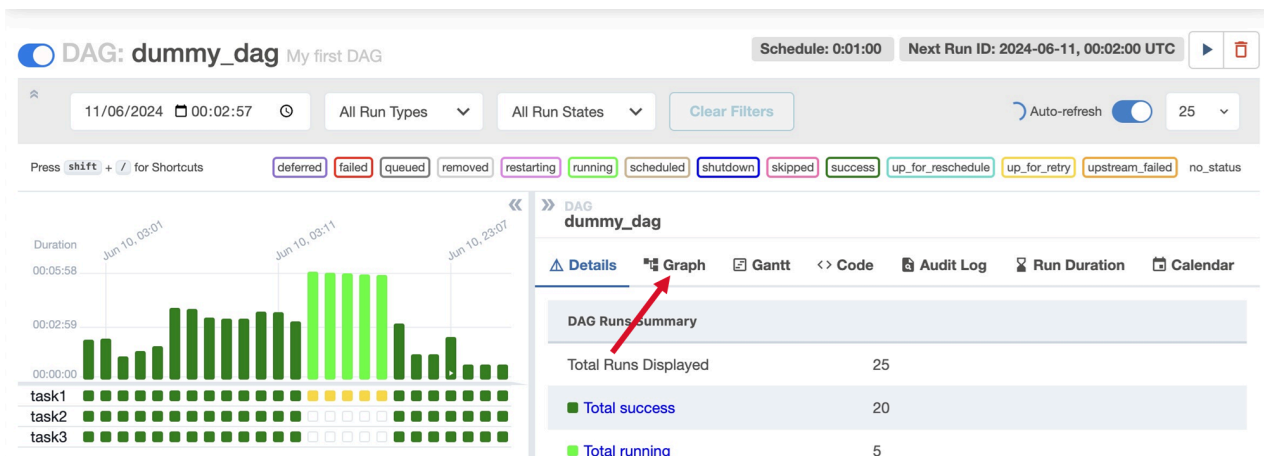 DAG: dummy_dag My first DAG
Schedule: 0:01:00 Next Run ID: 2024-06-11, 00:02:00 UTC
11/06/2024 00:02:57 All Run Types All Run States Clear Filters Auto-refresh 25
Press shift + / for Shortcuts deferred failed queued removed restarting running scheduled shutdown skipped success up_for_reschedule up_for_retry upstream_failed no_status
Duration
Jun 10, 03:01 Jun 10, 03:11 Jun 10, 23:07
00:05:58
00:02:59
00:00:00
task1
task2
task3
DAG
dummy_dag
Details Graph Gantt Code Audit Log Run Duration Calendar
DAG Runs Summary
Total Runs Displayed 25
Total success 20
Total running 5